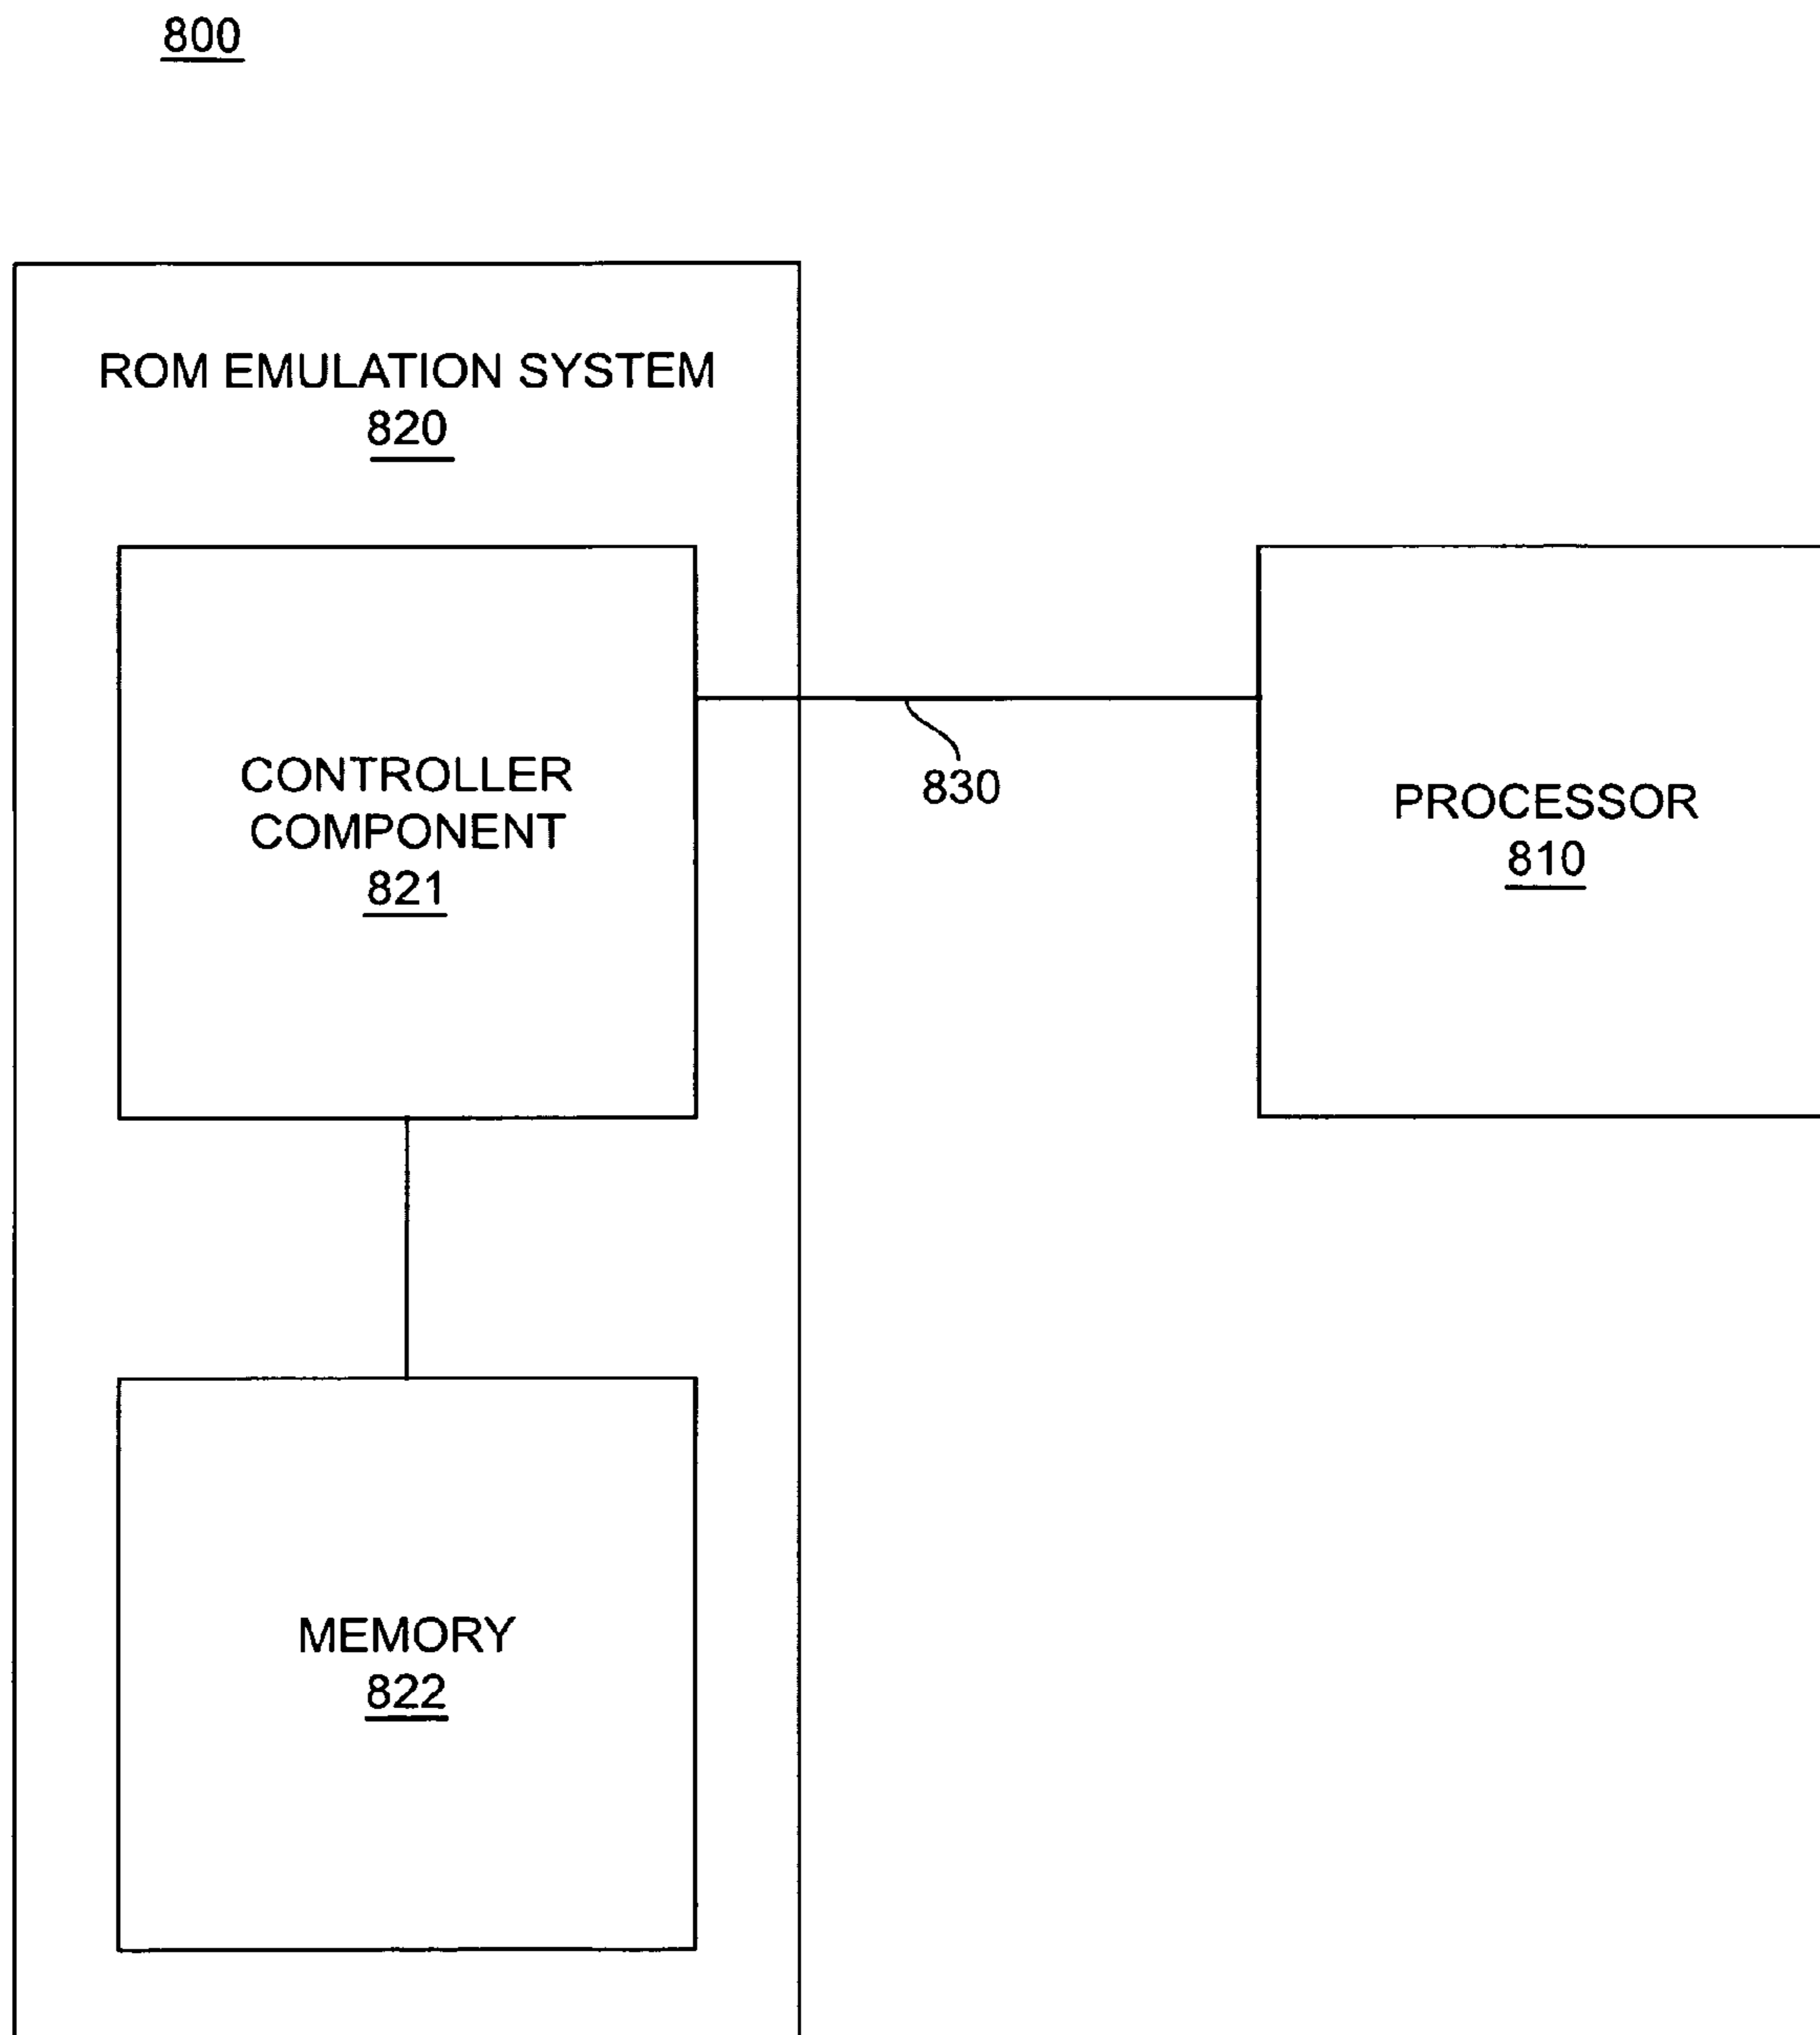 800
ROM EMULATION SYSTEM
820
CONTROLLER
COMPONENT
821
830
PROCESSOR
810
MEMORY
822